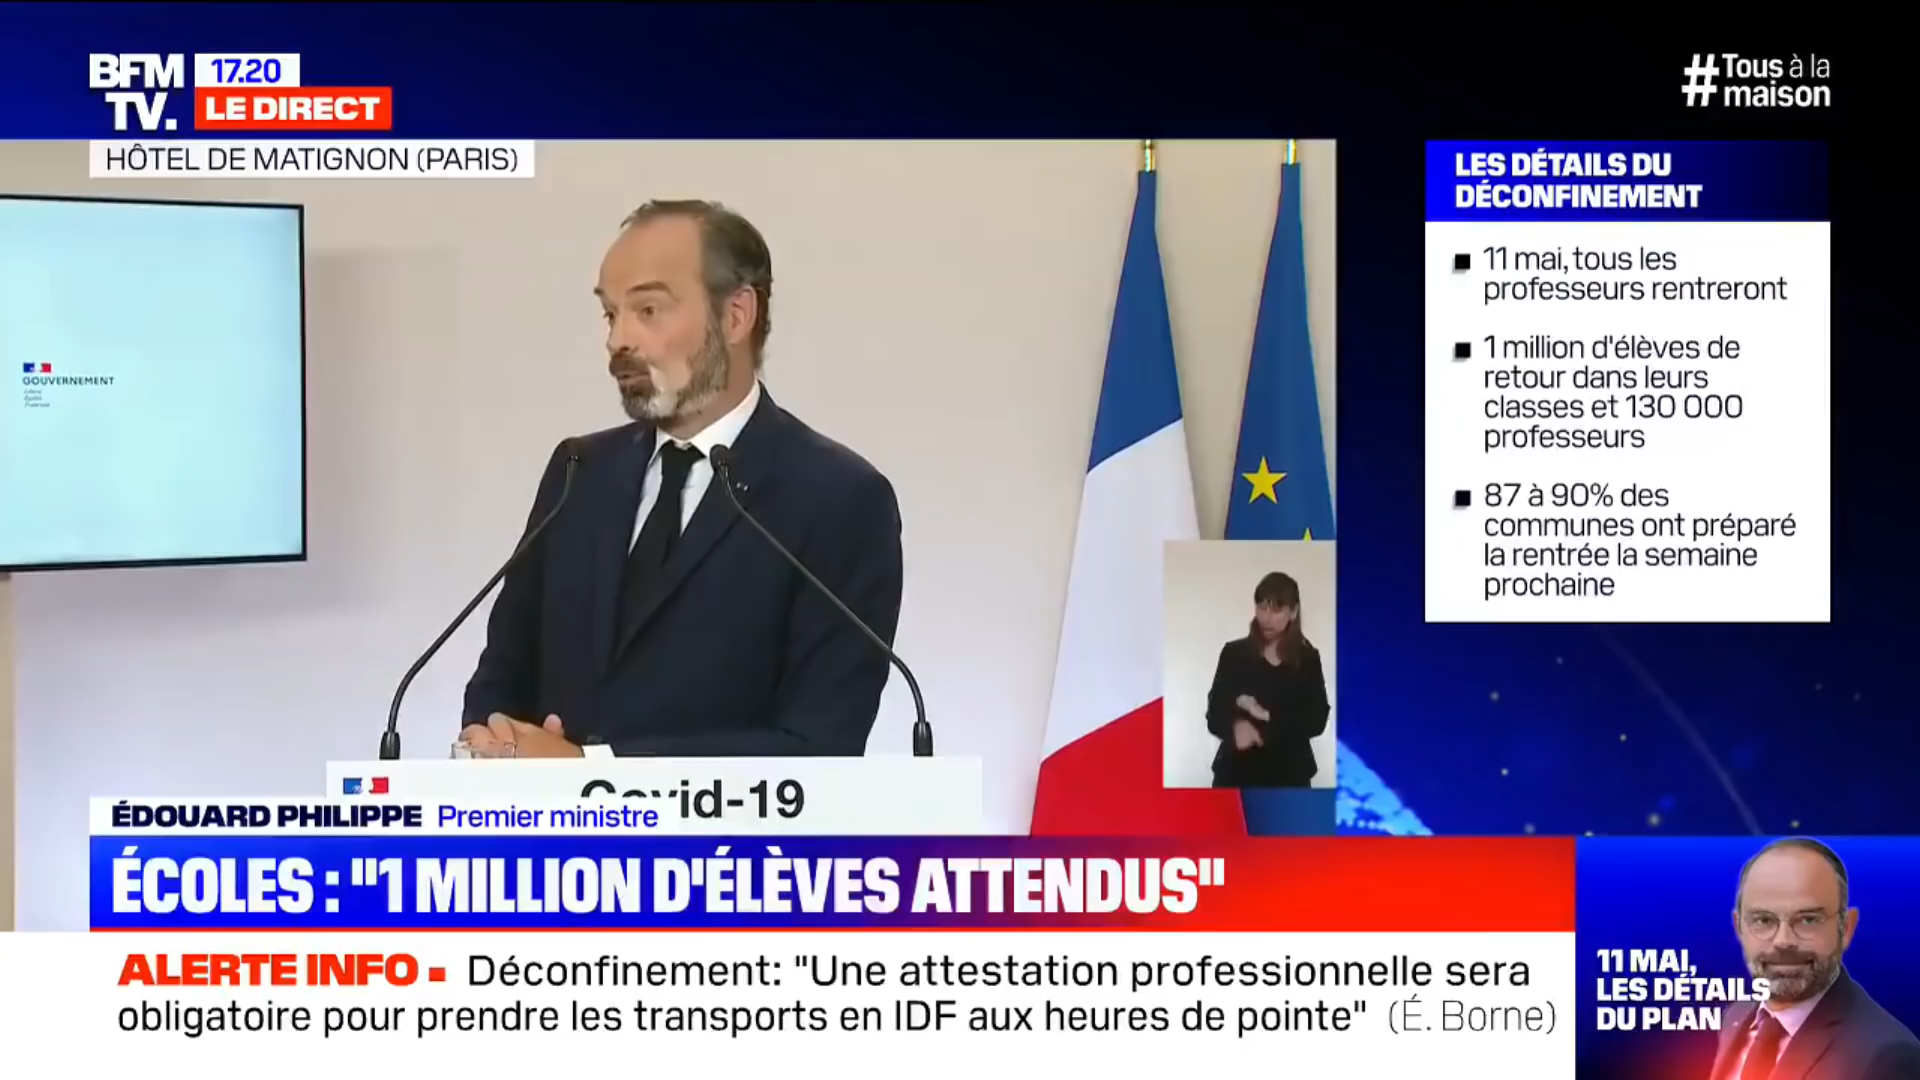 BFM
TV.
17.20
LE DIRECT
HÔTEL DE MATIGNON (PARIS)
#Tous à la
maison
LES DÉTAILS DU
DÉCONFINEMENT
11 mai, tous les
professeurs rentreront
1 million d'élèves de
retour dans leurs
classes et 130 000
professeurs
87 à 90% des
communes ont préparé
la rentrée la semaine
prochaine
GOUVERNEMENT
Covid-19
ÉDOUARD PHILIPPE Premier ministre
ÉCOLES : "1 MILLION D'ÉLÈVES ATTENDUS"
ALERTE INFO - Déconfinement: "Une attestation professionnelle sera
obligatoire pour prendre les transports en IDF aux heures de pointe" (É. Borne)
11 MAI,
LES DÉTAILS
DU PLAN